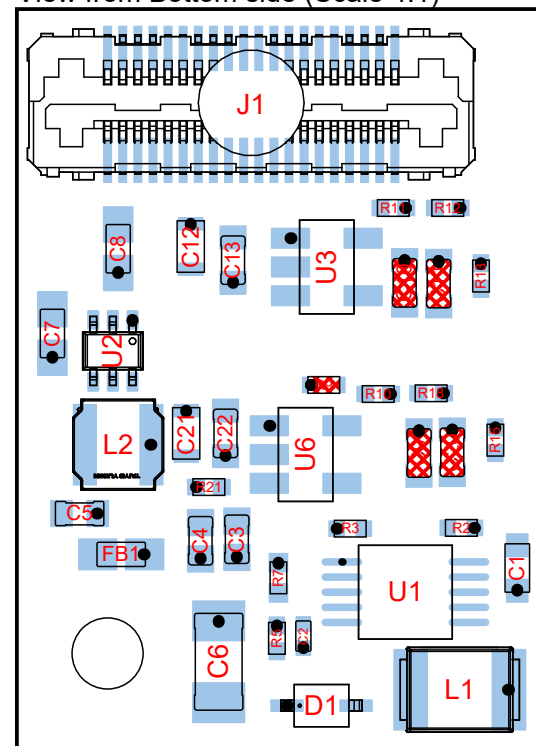 View from Bottom side (Scale 4:1)
J1
R11 R12
C8 C12 C13 U3
C7 U2
R10 R13
L2 C21 C22 U6 R15
R21
C5
C4 C3 R3 R2
FB1
R7 U1 C1
C6 R5 C2
D1 L1